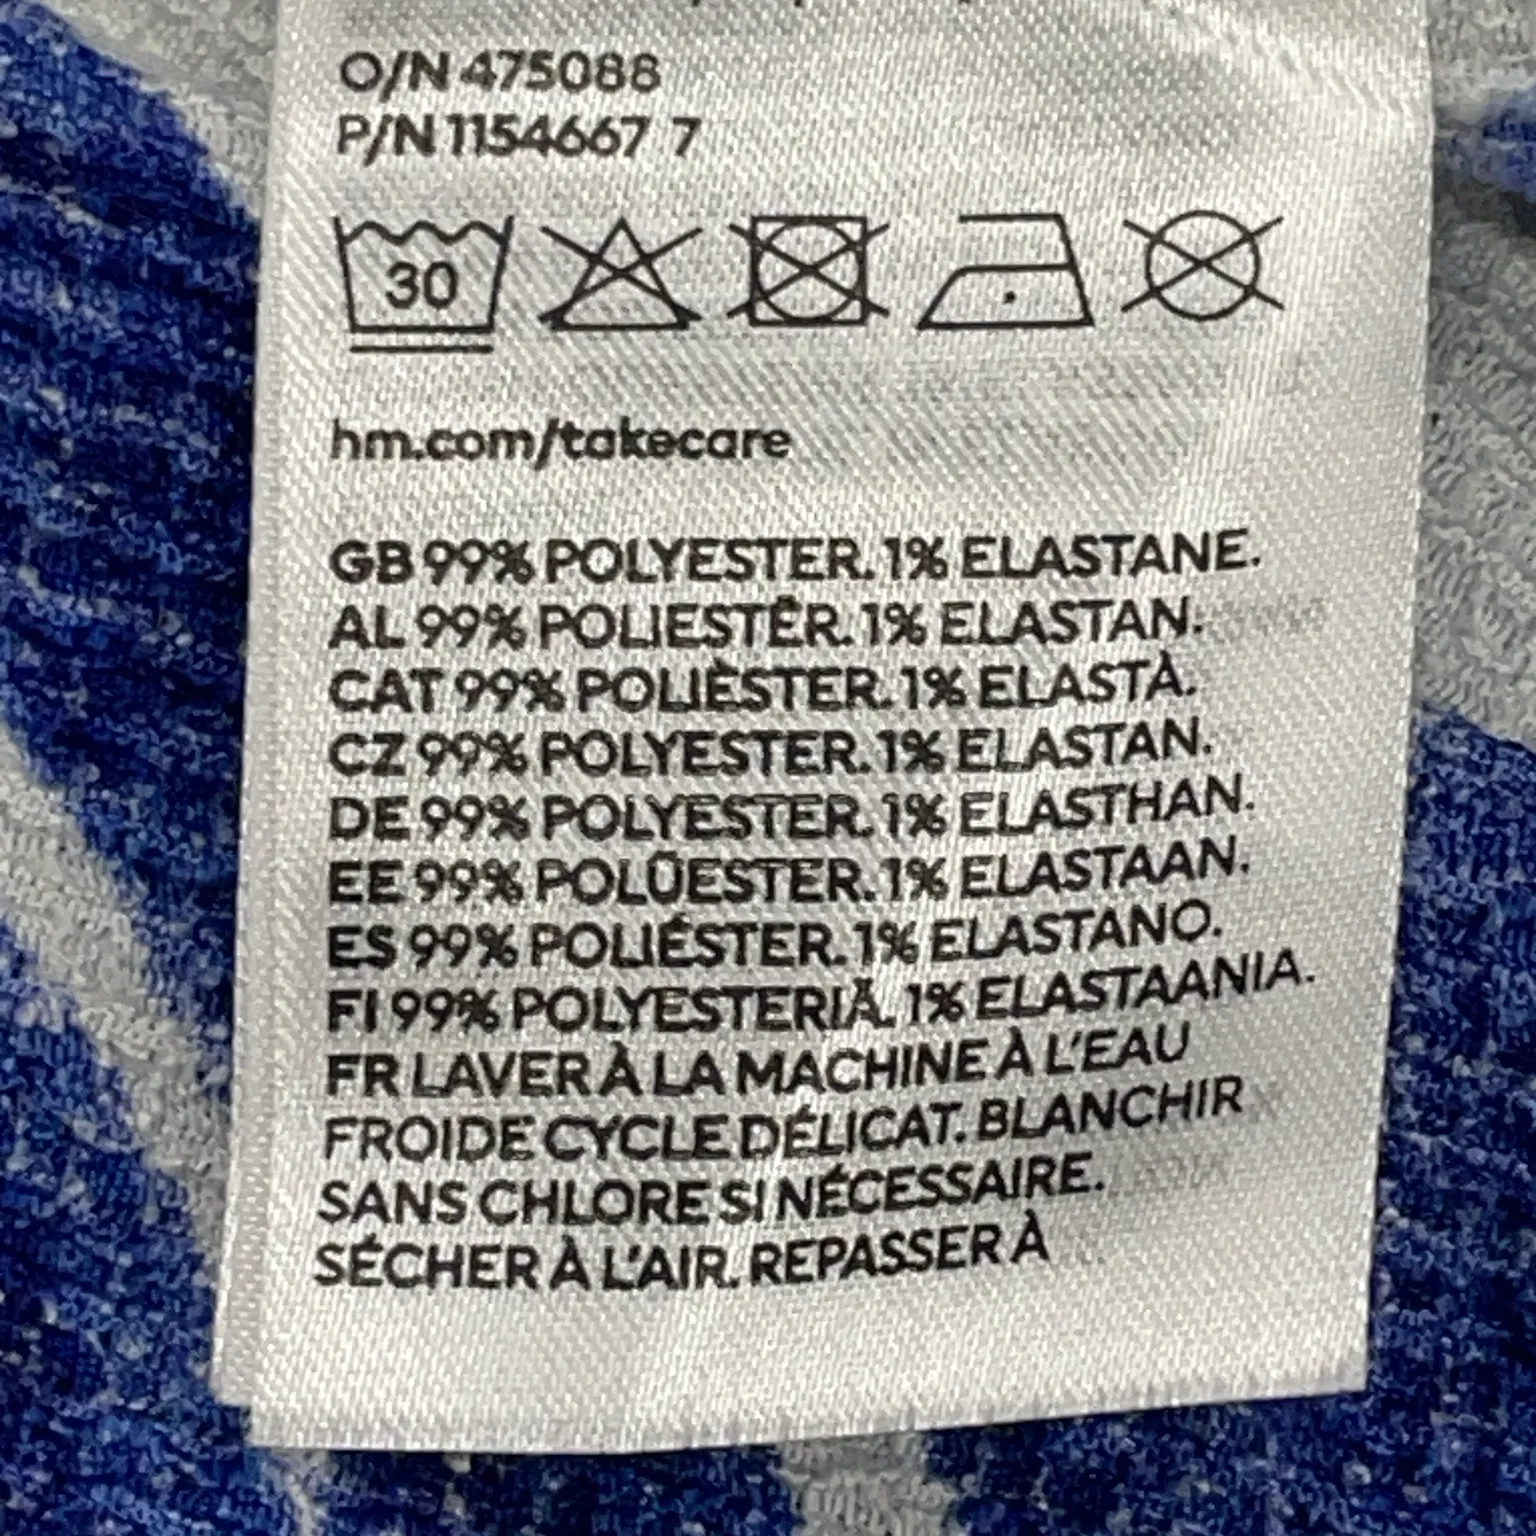 O/N 475088
P/N 1154667 7
30
hm.com/takecare
GB 99% POLYESTER. 1% ELASTANE.
AL 99% POLIESTËR. 1% ELASTAN.
CAT 99% POLIÈSTER. 1% ELASTÀ.
CZ 99% POLYESTER. 1% ELASTAN.
DE 99% POLYESTER. 1% ELASTHAN.
EE 99% POLÜESTER. 1% ELASTAAN.
ES 99% POLIÉSTER. 1% ELASTANO.
FI 99% POLYESTERIÄ. 1% ELASTAANIA.
FR LAVER À LA MACHINE À L'EAU
FROIDE CYCLE DÉLICAT. BLANCHIR
SANS CHLORE SI NÉCESSAIRE.
SÉCHER À L'AIR. REPASSER À